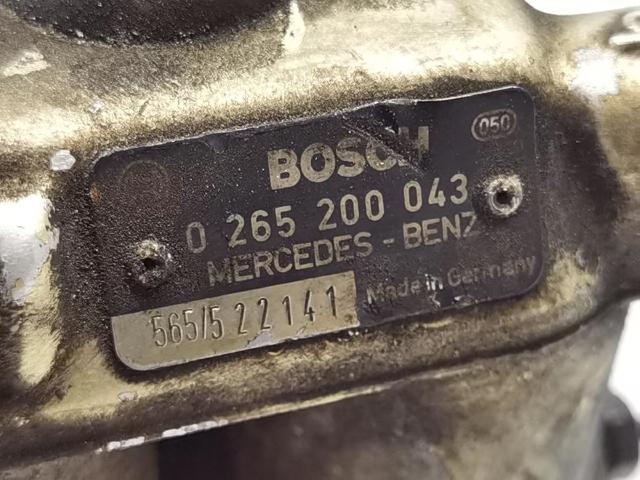 050
BOSCH
0 265 200 043
MERCEDES - BENZ
565/5 22141 Made in Germany